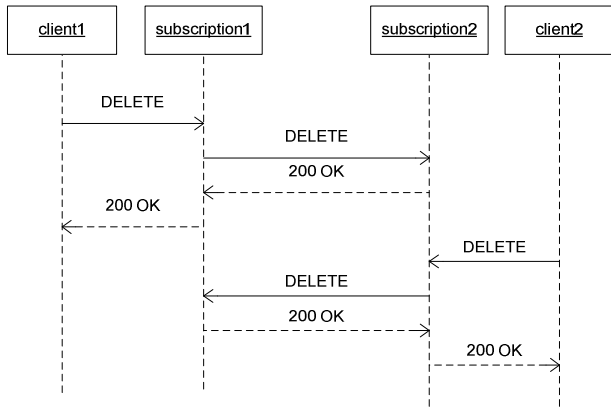 client1
subscription1
subscription2
client2
DELETE
DELETE
200 OK
200 OK
DELETE
DELETE
200 OK
200 OK